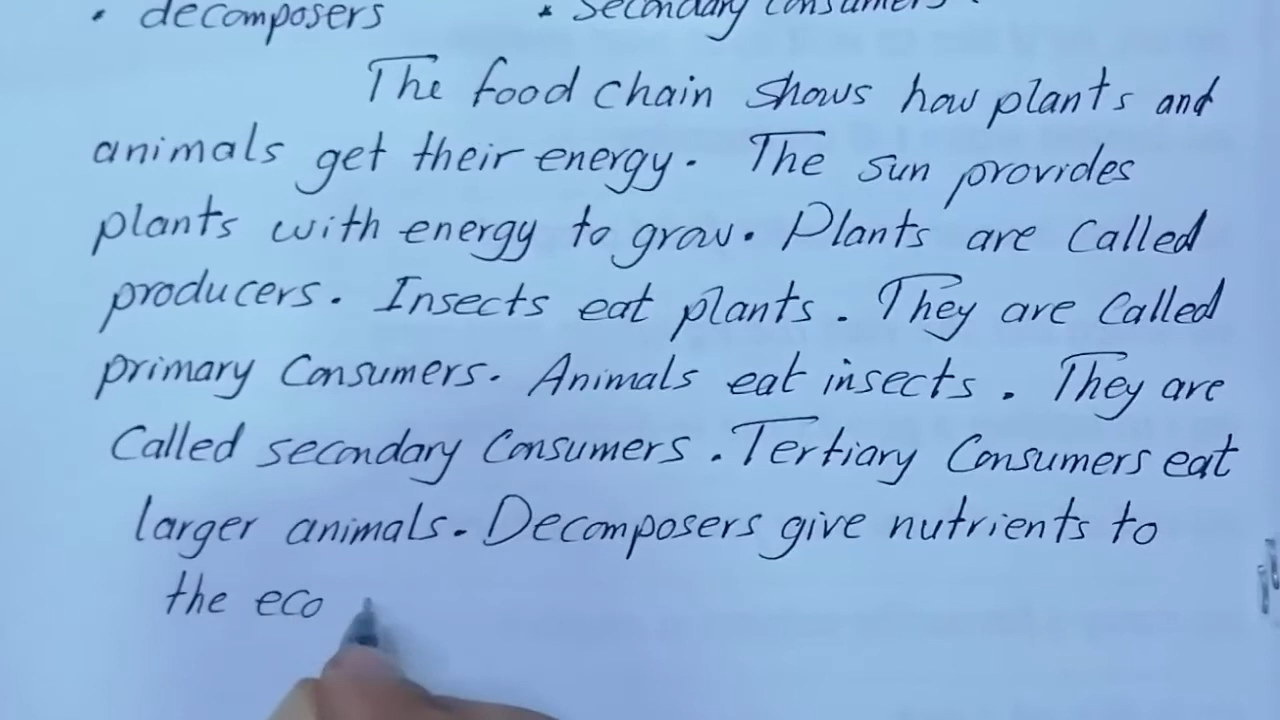 • decomposers * Secondary Consumers.
The food chain shows how plants and
animals get their energy. The sun provides
plants with energy to grow. Plants are Called
producers. Insects eat plants. They are Called
primary Consumers. Animals eat insects. They are
Called secondary Consumers. Tertiary Consumers eat
larger animals. Decomposers give nutrients to
the eco